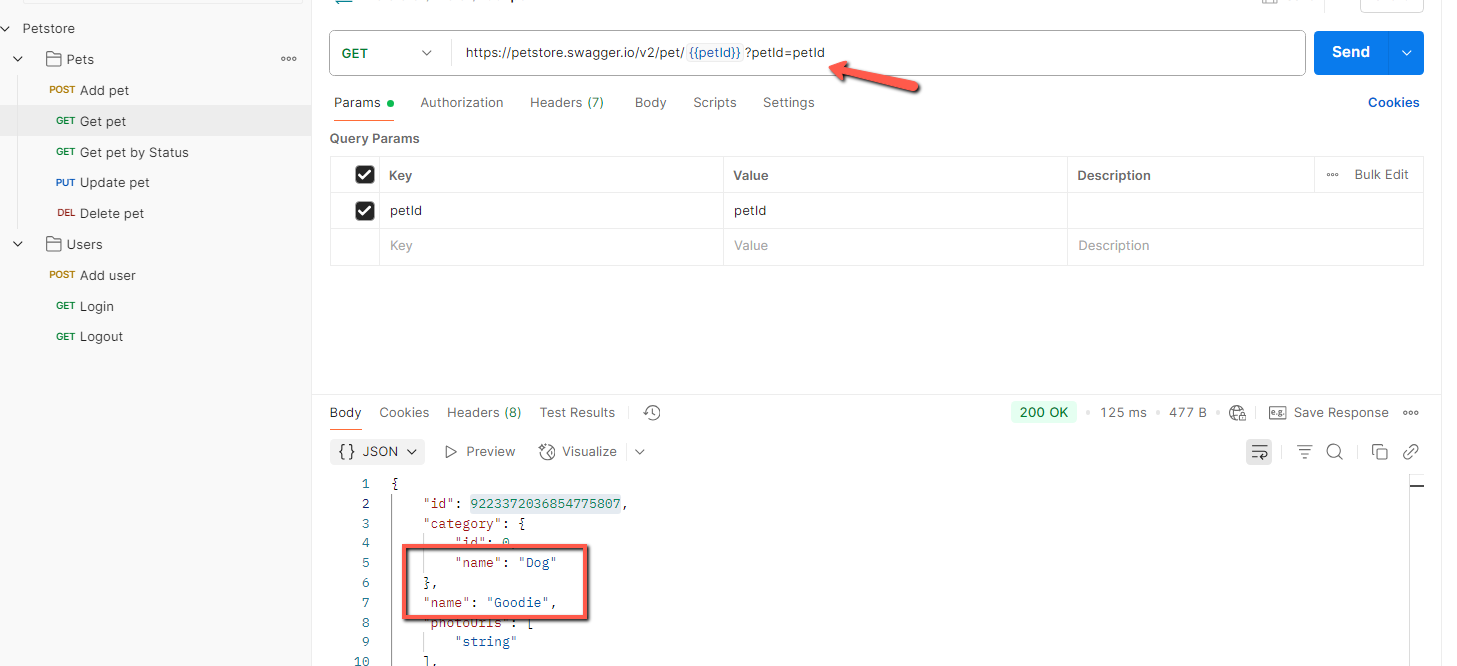 Petstore
Pets
POST Add pet
GET Get pet
GET Get pet by Status
PUT Update pet
DEL Delete pet
Users
POST Add user
GET Login
GET Logout
GET https://petstore.swagger.io/v2/pet/ {{petId}} ?petId=petId Send
Params Authorization Headers (7) Body Scripts Settings Cookies
Query Params
Key Value Description Bulk Edit
petId petId
Key Value Description
Body Cookies Headers (8) Test Results 200 OK • 125 ms • 477 B • e.g. Save Response
{} JSON Preview Visualize
1 {
2 "id": 9223372036854775807,
3 "category": {
4 "id": 0
5 "name": "Dog"
6 },
7 "name": "Goodie",
8 "photoUrls": [
9 "string"
10 ],